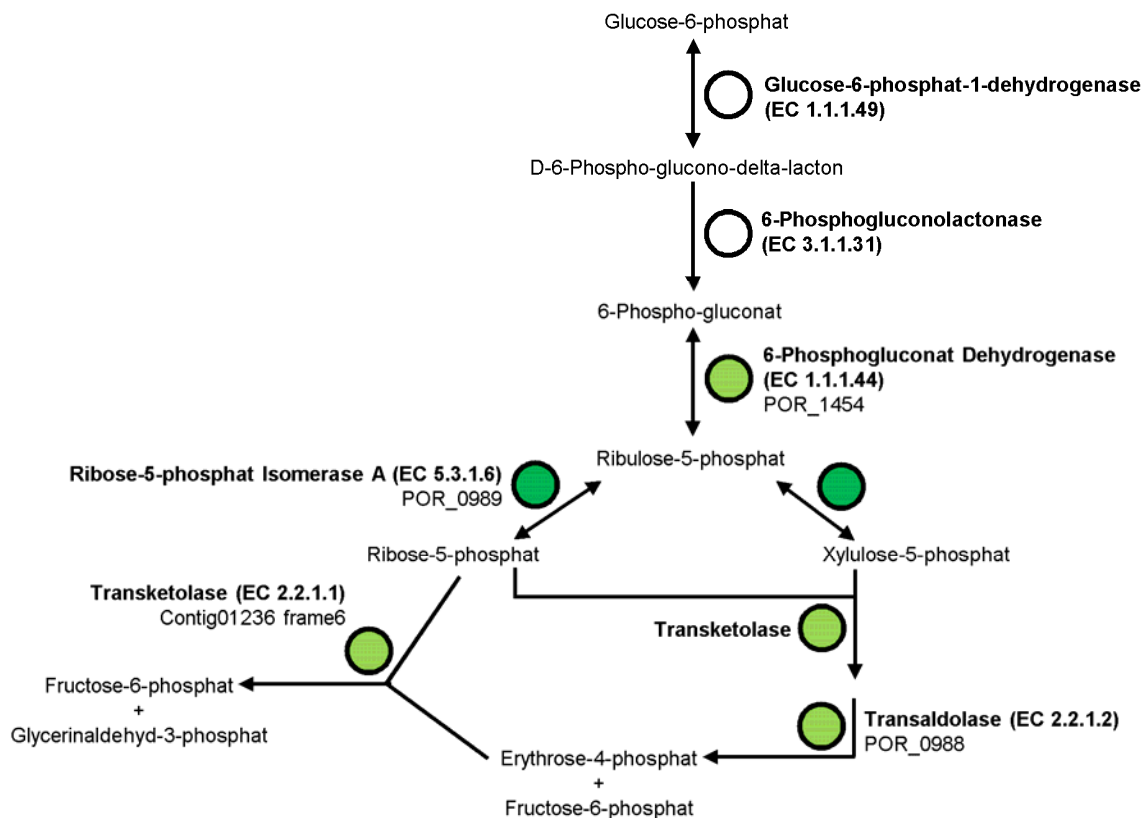 Glucose-6-phosphat
Glucose-6-phosphat-1-dehydrogenase
(EC 1.1.1.49)
D-6-Phospho-glucono-delta-lacton
6-Phosphogluconolactonase
(EC 3.1.1.31)
6-Phospho-gluconat
6-Phosphogluconat Dehydrogenase
(EC 1.1.1.44)
POR_1454
Ribulose-5-phosphat
Ribose-5-phosphat Isomerase A (EC 5.3.1.6)
POR_0989
Ribose-5-phosphat
Xylulose-5-phosphat
Transketolase (EC 2.2.1.1)
Contig01236 frame6
Transketolase
Fructose-6-phosphat
+
Glycerinaldehyd-3-phosphat
Transaldolase (EC 2.2.1.2)
POR_0988
Erythrose-4-phosphat
+
Fructose-6-phosphat